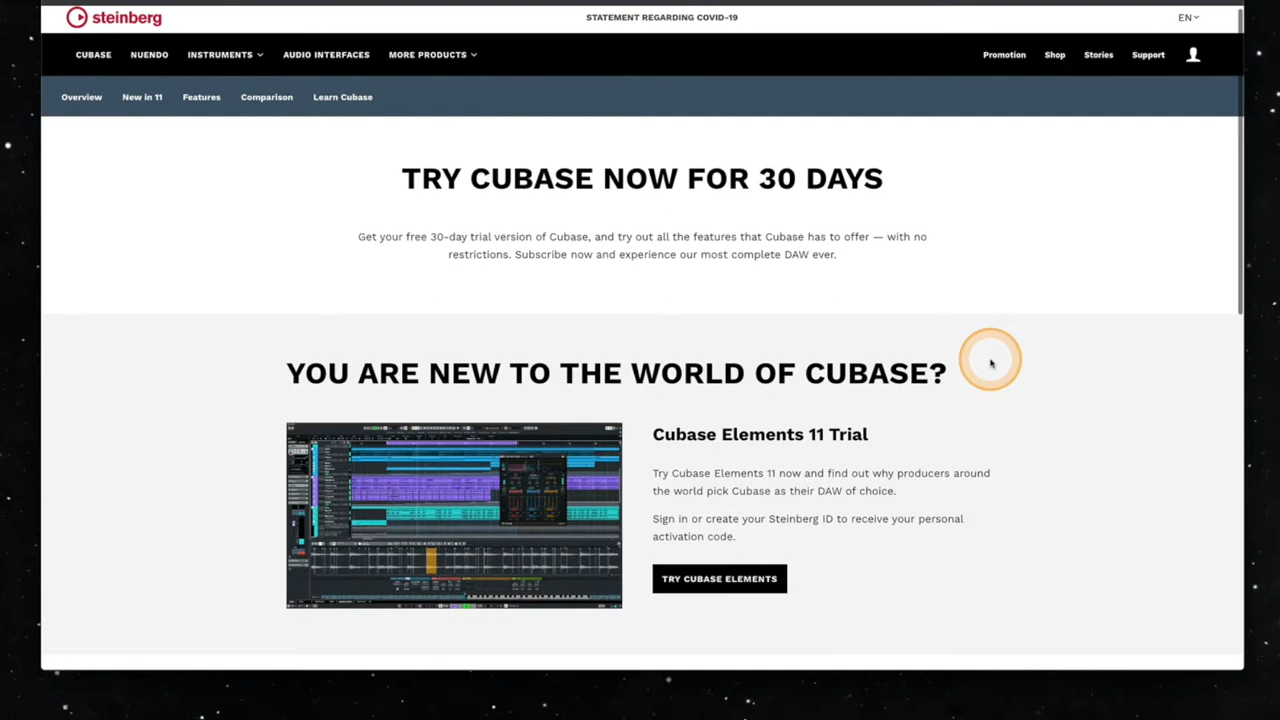 steinberg
STATEMENT REGARDING COVID-19
EN
CUBASE NUENDO INSTRUMENTS AUDIO INTERFACES MORE PRODUCTS
Promotion Shop Stories Support
Overview New in 11 Features Comparison Learn Cubase
TRY CUBASE NOW FOR 30 DAYS
Get your free 30-day trial version of Cubase, and try out all the features that Cubase has to offer — with no
restrictions. Subscribe now and experience our most complete DAW ever.
YOU ARE NEW TO THE WORLD OF CUBASE?
Cubase Elements 11 Trial
Try Cubase Elements 11 now and find out why producers around
the world pick Cubase as their DAW of choice.
Sign in or create your Steinberg ID to receive your personal
activation code.
TRY CUBASE ELEMENTS